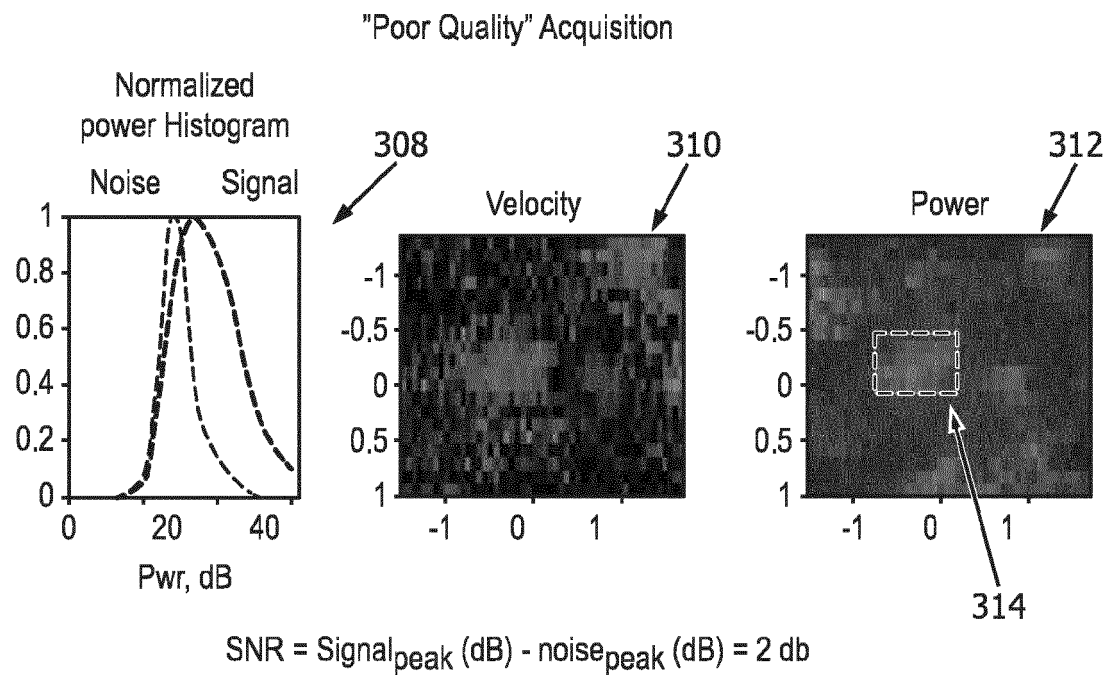 "Poor Quality" Acquisition
Normalized
power Histogram
308
310
312
Noise Signal
Velocity
Power
1
0.8
0.6
0.4
0.2
0
0 20 40
Pwr, dB
-1
-0.5
0
0.5
1
-1 0 1
-1
-0.5
0
0.5
1
-1 0 1
314
SNR = Signalpeak (dB) - noisepeak (dB) = 2 db